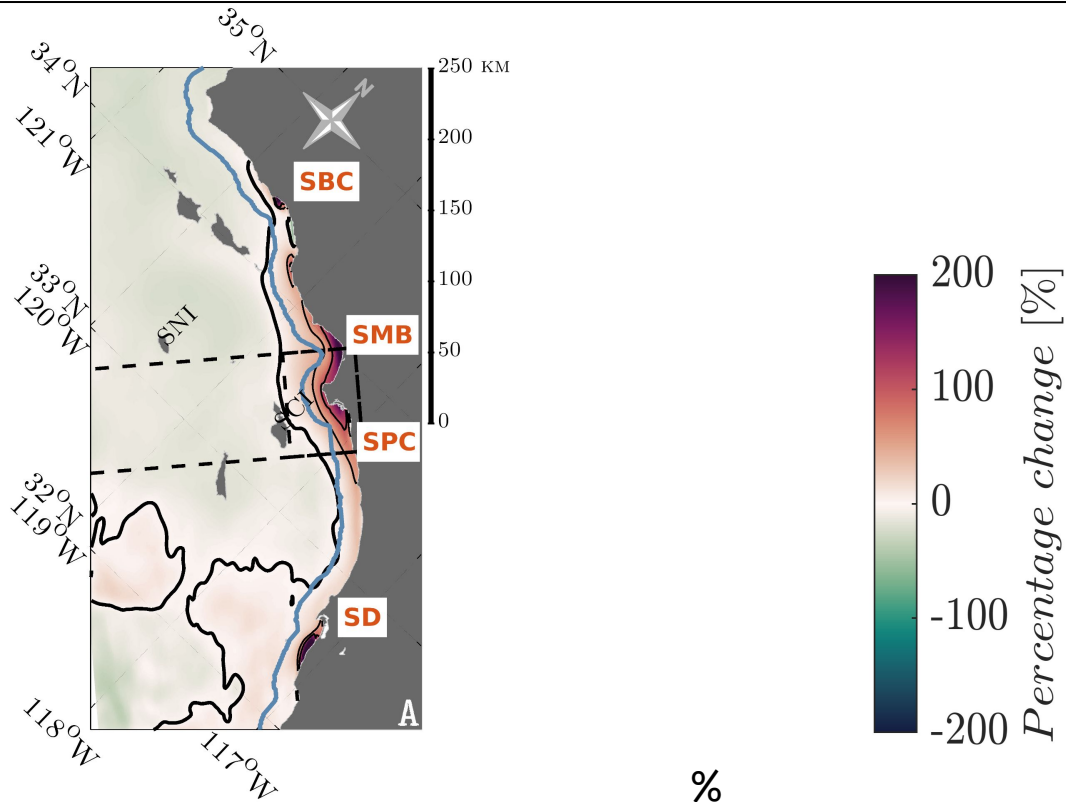 35°N
34°N
121°W
33°N
120°W
32°N
119°W
118°W
117°W
N
250 KM
200
150
100
50
0
SBC
SNI
SMB
SCI
SPC
SD
A
200
100
0
-100
-200
Percentage change [%]
%